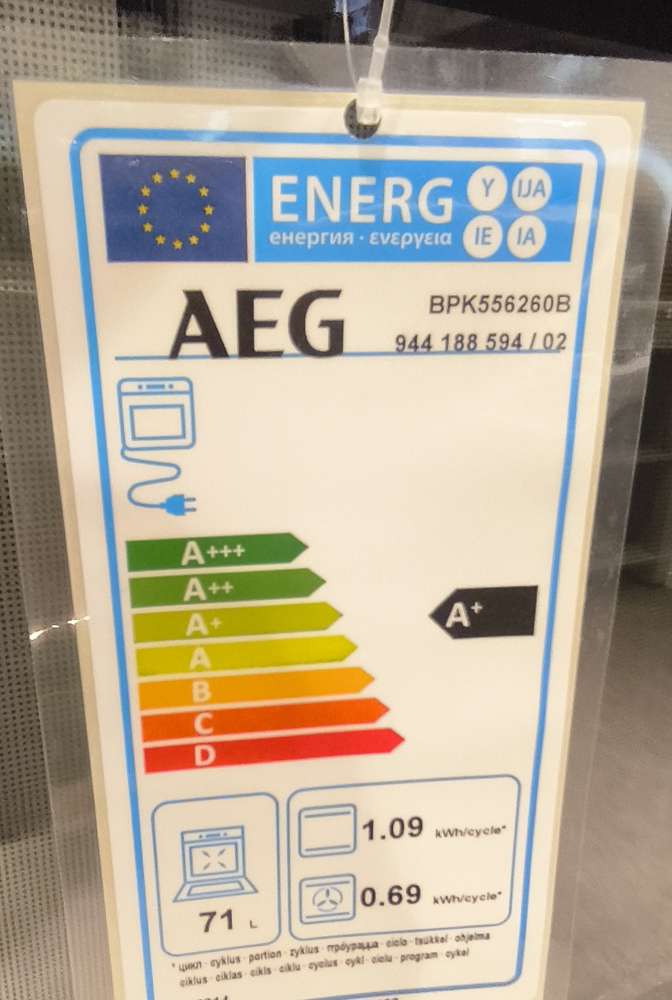 ENERG Y IJA
енергия · ενεργεια IE IA
AEG
BPK556260B
944 188 594 / 02
A+++
A++
A+
A
B
C
D
A+
1.09 kWh/cycle*
0.69 kWh/cycle*
71 L
* цикл · cyklus · portion · zyklus · πρόγραμμα · ciclo · tsükkel · ohjelma
ciklus · ciklas · cikls · ciklu · cyclus · cykl · ciclu · program · cykel